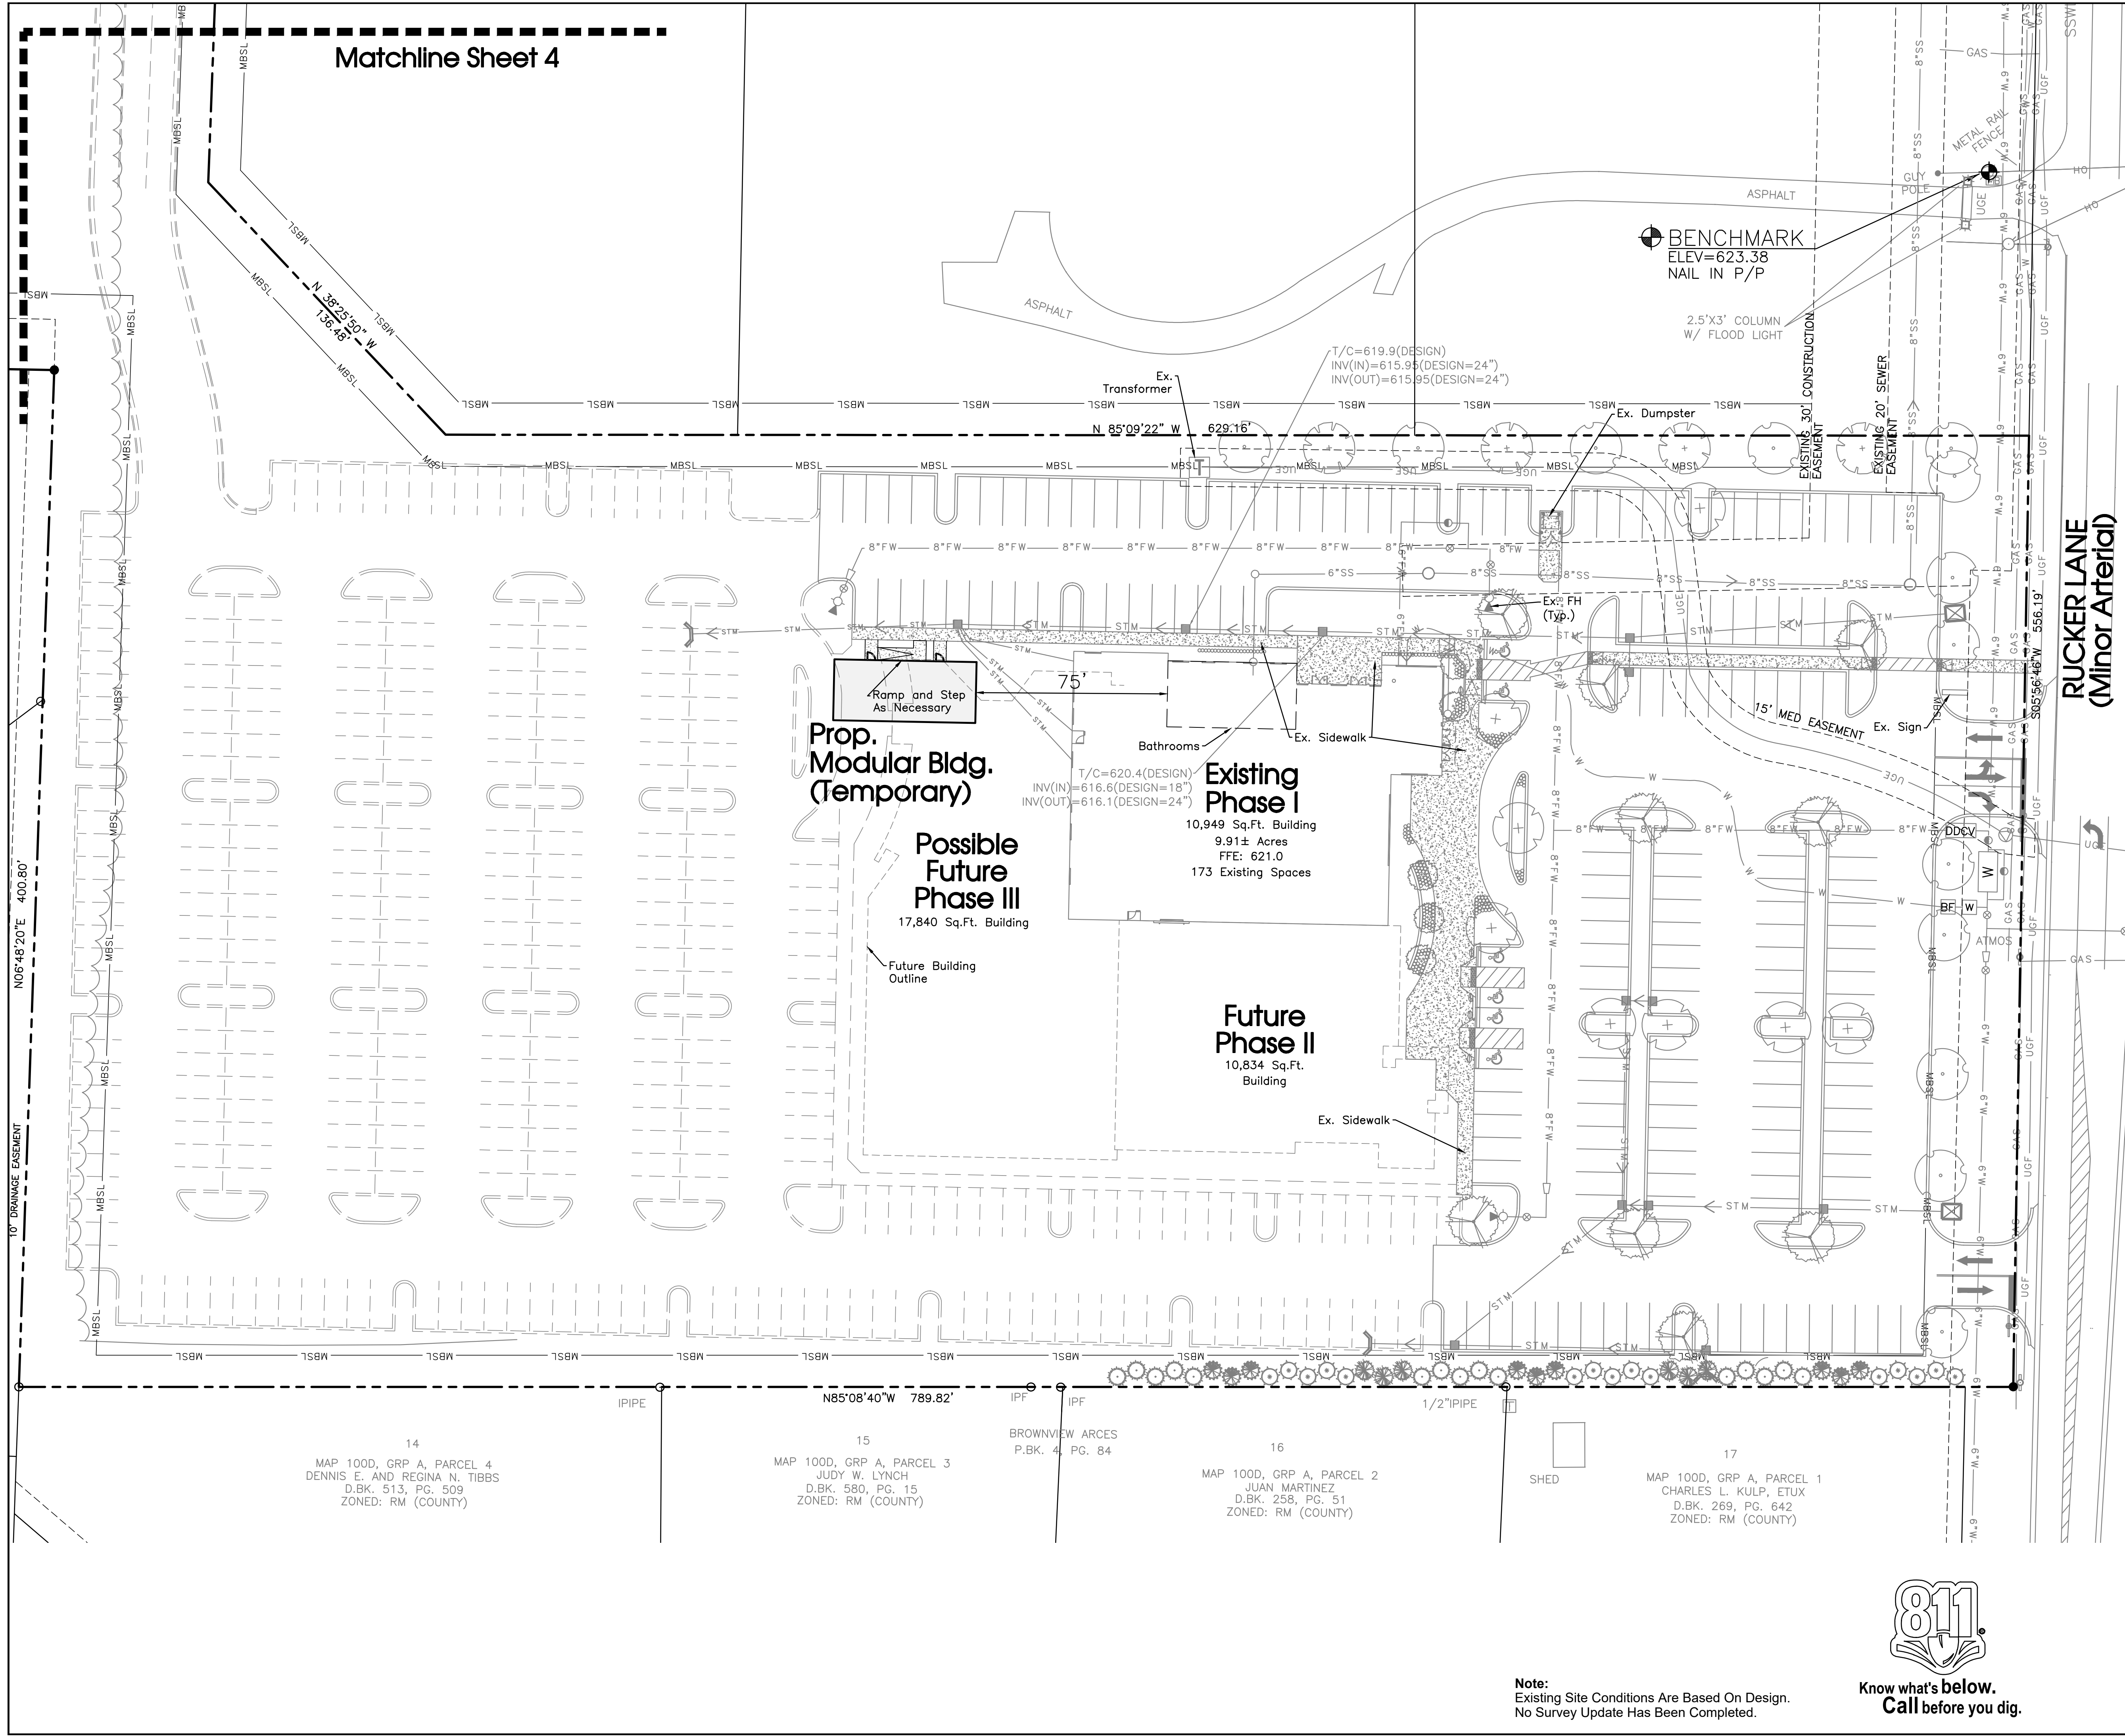 Matchline Sheet 4
MBSL
N 38°25'50" W
136.48'
METAL RAIL
FENCE
GUY
POLE
UGE
HO
GAS
8"SS
6"W
UGF
ASPHALT
ASPHALT
BENCHMARK
ELEV=623.38
NAIL IN P/P
2.5'X3' COLUMN
W/ FLOOD LIGHT
T/C=619.9(DESIGN)
INV(IN)=615.95(DESIGN=24")
INV(OUT)=615.95(DESIGN=24")
Ex.
Transformer
T
N 85°09'22" W 629.16'
Ex. Dumpster
EXISTING 30' CONSTRUCTION
EASEMENT
EXISTING 20' SEWER
EASEMENT
8"FW
6"SS
8"SS
Ex. FH
(Typ.)
STM
RUCKER LANE
(Minor Arterial)
S05°56'46"W 556.19'
Ramp and Step
As Necessary
75'
Prop.
Modular Bldg.
(Temporary)
Bathrooms
Ex. Sidewalk
15' MED EASEMENT
Ex. Sign
T/C=620.4(DESIGN)
INV(IN)=616.6(DESIGN=18")
INV(OUT)=616.1(DESIGN=24")
Existing
Phase I
10,949 Sq.Ft. Building
9.91± Acres
FFE: 621.0
173 Existing Spaces
Possible
Future
Phase III
17,840 Sq.Ft. Building
Future Building
Outline
DDCV
W
BF
W
ATMOS
GAS
N06°48'20"E 400.80'
10' DRAINAGE EASEMENT
Future
Phase II
10,834 Sq.Ft.
Building
Ex. Sidewalk
IPIPE
N85°08'40"W 789.82'
IPF
IPF
1/2"IPIPE
T
BROWNVIEW ARCES
P.BK. 4, PG. 84
14
MAP 100D, GRP A, PARCEL 4
DENNIS E. AND REGINA N. TIBBS
D.BK. 513, PG. 509
ZONED: RM (COUNTY)
15
MAP 100D, GRP A, PARCEL 3
JUDY W. LYNCH
D.BK. 580, PG. 15
ZONED: RM (COUNTY)
16
MAP 100D, GRP A, PARCEL 2
JUAN MARTINEZ
D.BK. 258, PG. 51
ZONED: RM (COUNTY)
SHED
17
MAP 100D, GRP A, PARCEL 1
CHARLES L. KULP, ETUX
D.BK. 269, PG. 642
ZONED: RM (COUNTY)
Note:
Existing Site Conditions Are Based On Design.
No Survey Update Has Been Completed.
811
Know what's below.
Call before you dig.